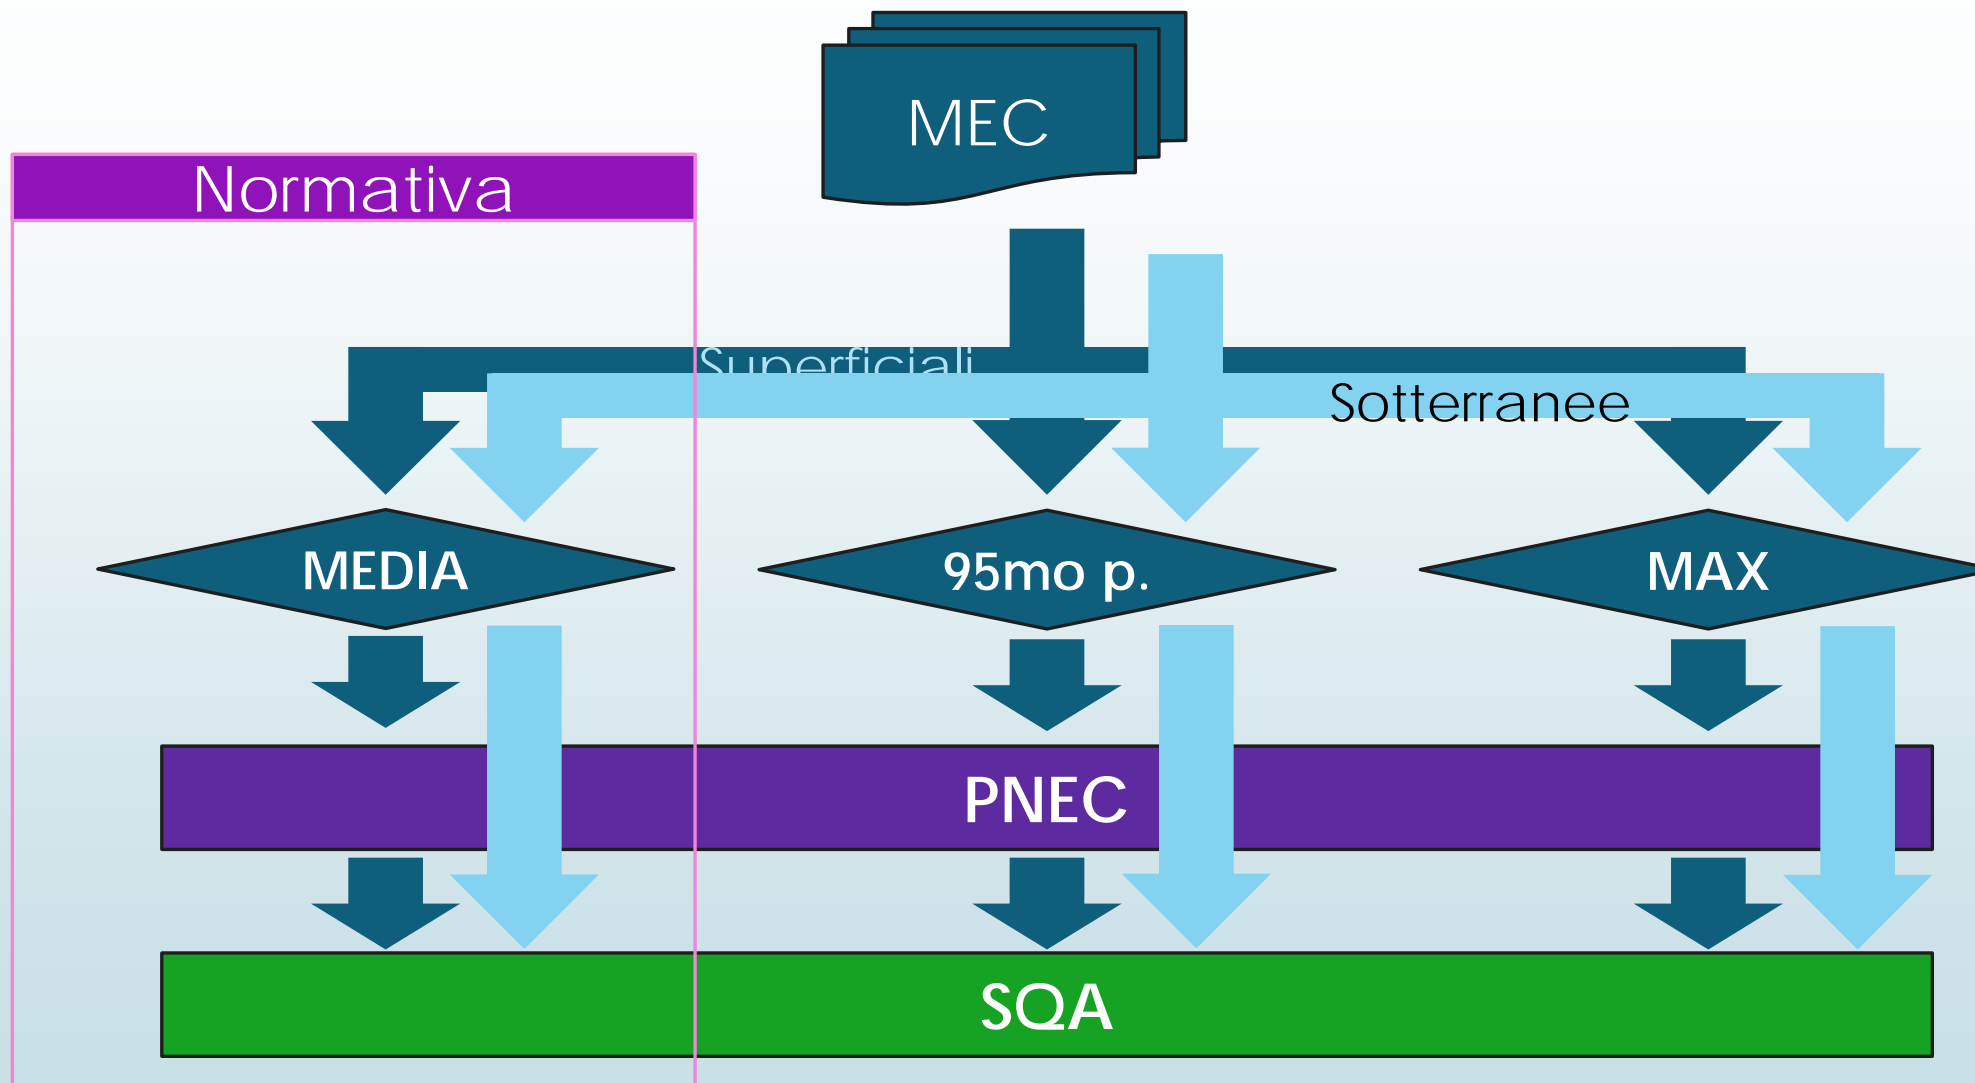 MEC
Normativa
Superficiali
Sotterranee
MEDIA
95mo p.
MAX
PNEC
SQA